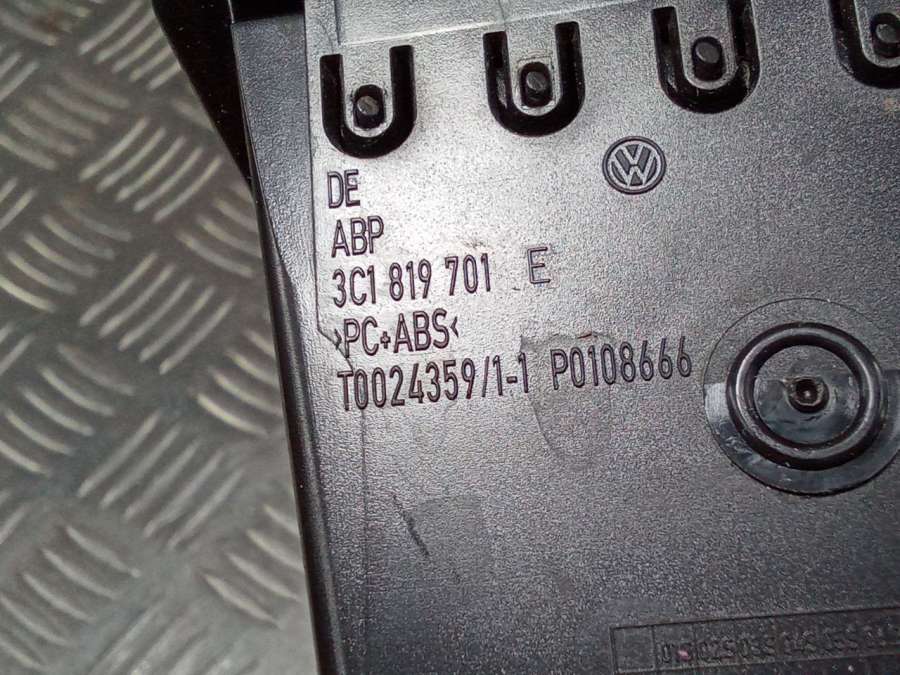 DE
ABP
3C1 819 701 E
>PC+ABS<
T0024359/1-1 P0108666